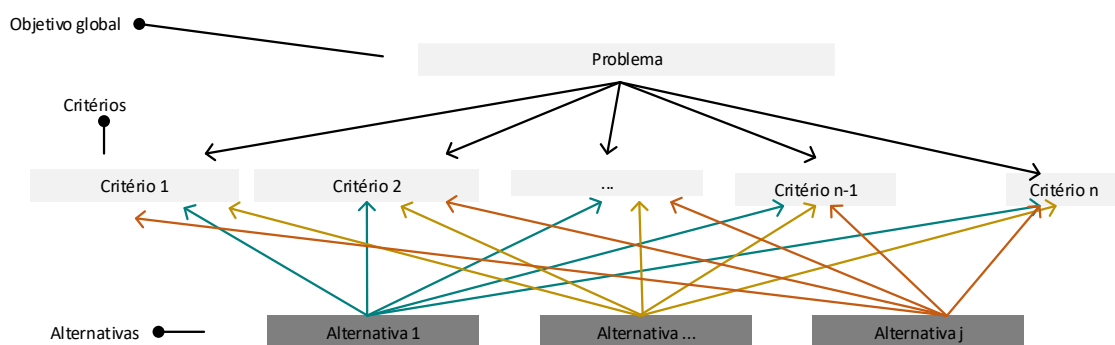 Objetivo global
Problema
Critérios
Critério 1
Critério 2
...
Critério n-1
Critério n
Alternativas
Alternativa 1
Alternativa ...
Alternativa j